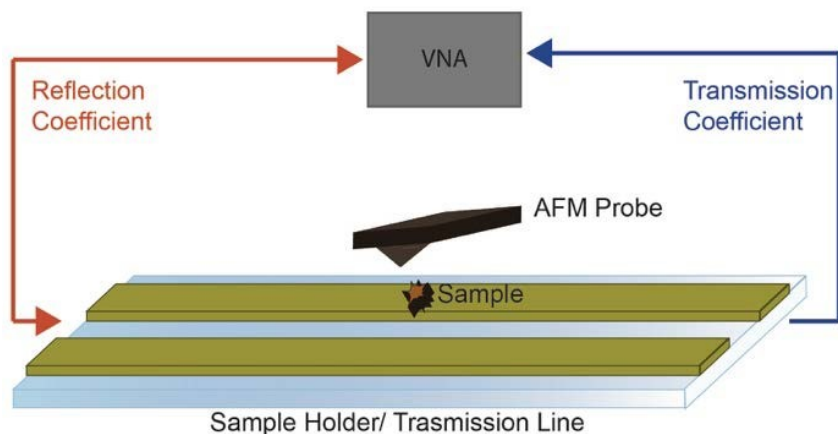 VNA
Reflection
Coefficient
Transmission
Coefficient
AFM Probe
Sample
Sample Holder/ Trasmission Line